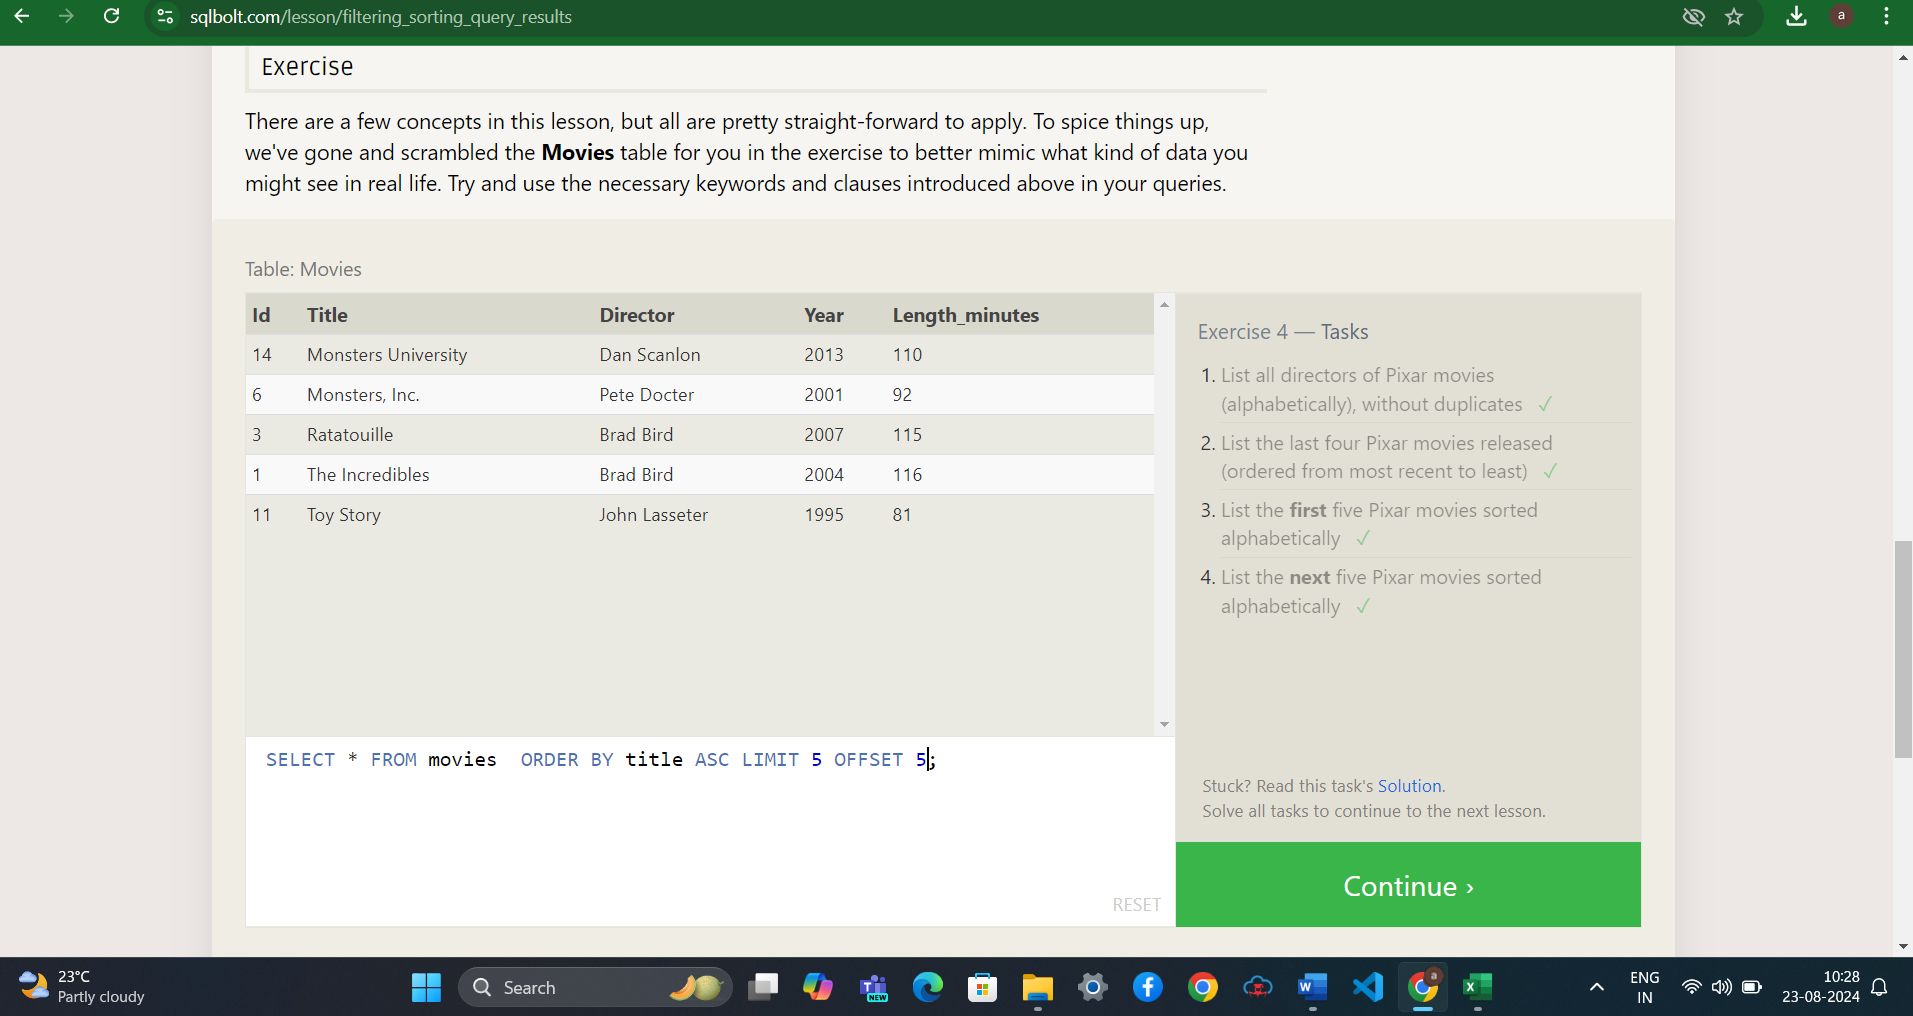 sqlbolt.com/lesson/filtering_sorting_query_results
a
Exercise
There are a few concepts in this lesson, but all are pretty straight-forward to apply. To spice things up,
we've gone and scrambled the Movies table for you in the exercise to better mimic what kind of data you
might see in real life. Try and use the necessary keywords and clauses introduced above in your queries.
Table: Movies
Id Title Director Year Length_minutes
14 Monsters University Dan Scanlon 2013 110
6 Monsters, Inc. Pete Docter 2001 92
3 Ratatouille Brad Bird 2007 115
1 The Incredibles Brad Bird 2004 116
11 Toy Story John Lasseter 1995 81
SELECT * FROM movies  ORDER BY title ASC LIMIT 5 OFFSET 5;
RESET
Exercise 4 — Tasks
1. List all directors of Pixar movies
(alphabetically), without duplicates ✓
2. List the last four Pixar movies released
(ordered from most recent to least) ✓
3. List the first five Pixar movies sorted
alphabetically ✓
4. List the next five Pixar movies sorted
alphabetically ✓
Stuck? Read this task's Solution.
Solve all tasks to continue to the next lesson.
Continue ›
23°C
Partly cloudy
Search
NEW
a
ENG
IN
10:28
23-08-2024